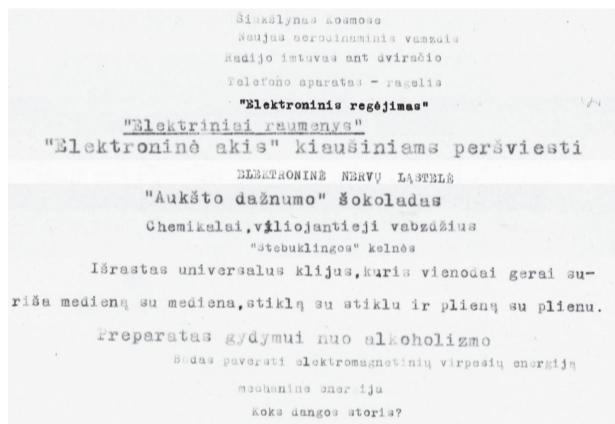 Šiukšlynas kosmose
Naujas aerodinaminis vamzdis
Radijo imtuvas ant dviračio
Telefono aparatas - ragelis
"Elektroninis regėjimas"
"Elektriniai raumenys"
"Elektroninė akis" kiaušiniams peršviesti
ELEKTRONINĖ NERVŲ LĄSTELĖ
"Aukšto dažnumo" šokoladas
Chemikalai,viliojantieji vabzdžius
"Stebuklingos" kelnės
Išrastas universalus klijus,kuris vienodai gerai su-
riša medieną su mediena,stiklą su stiklu ir plieną su plienu.
Preparatas gydymui nuo alkoholizmo
Būdas paversti elektromagnetinių virpesių energiją
mechanine energija
Koks dangos storis?